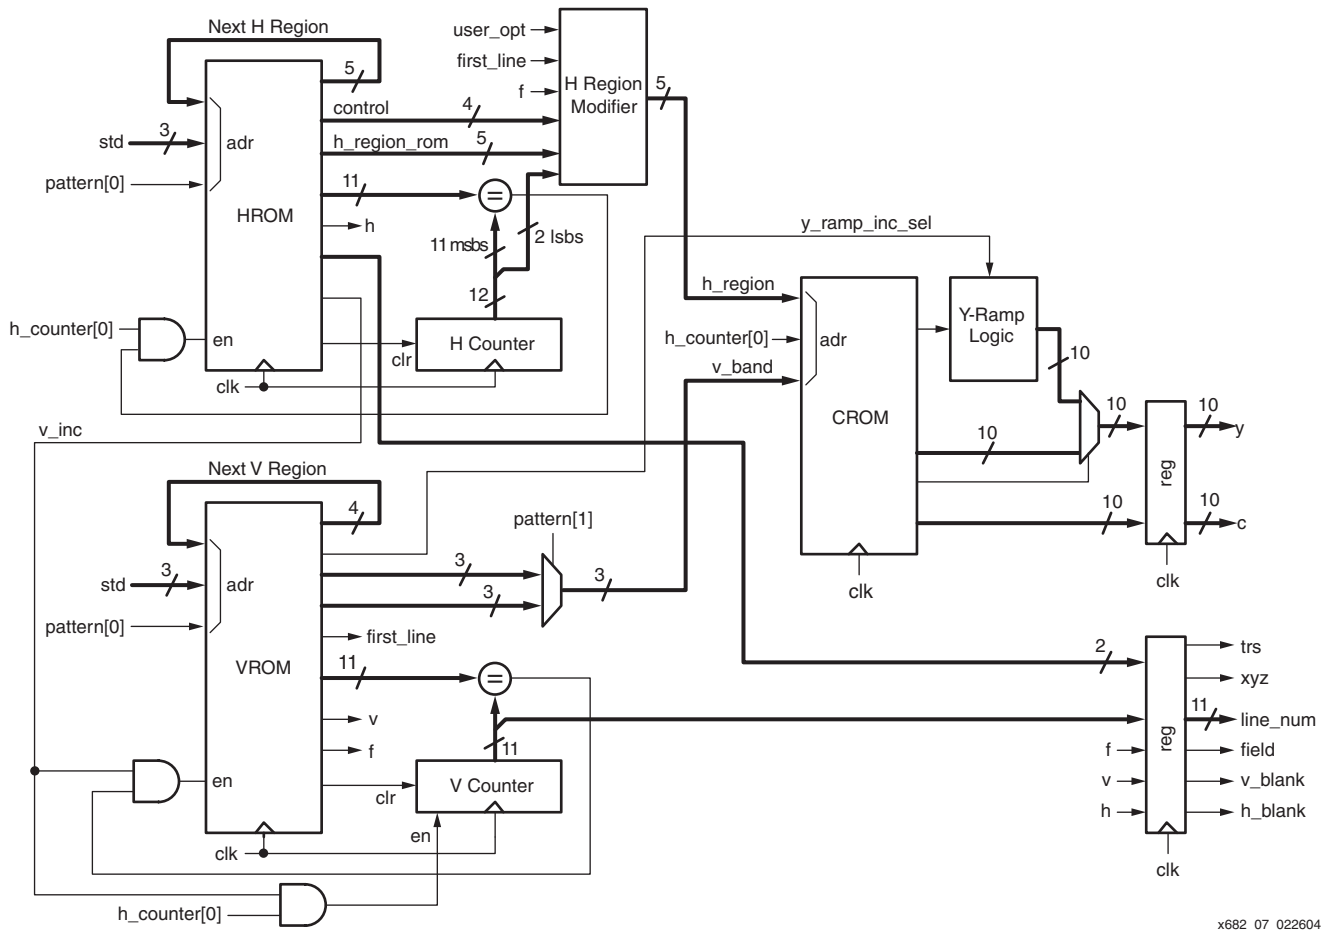 Next H Region
5
user_opt
first_line
f
H Region
Modifier
5
control
4
h_region_rom
5
std
3
adr
pattern[0]
11
=
HROM
h
11 msbs
2 lsbs
12
h_counter[0]
en
clr
H Counter
clk
y_ramp_inc_sel
h_region
h_counter[0]
adr
v_band
Y-Ramp
Logic
10
CROM
10
10
10
y
reg
10
10
c
clk
clk
v_inc
Next V Region
4
pattern[1]
std
3
adr
3
3
3
pattern[0]
first_line
VROM
11
=
v
f
11
en
clr
V Counter
en
clk
h_counter[0]
2
trs
xyz
11
line_num
reg
f
field
v
v_blank
h
h_blank
clk
x682_07_022604